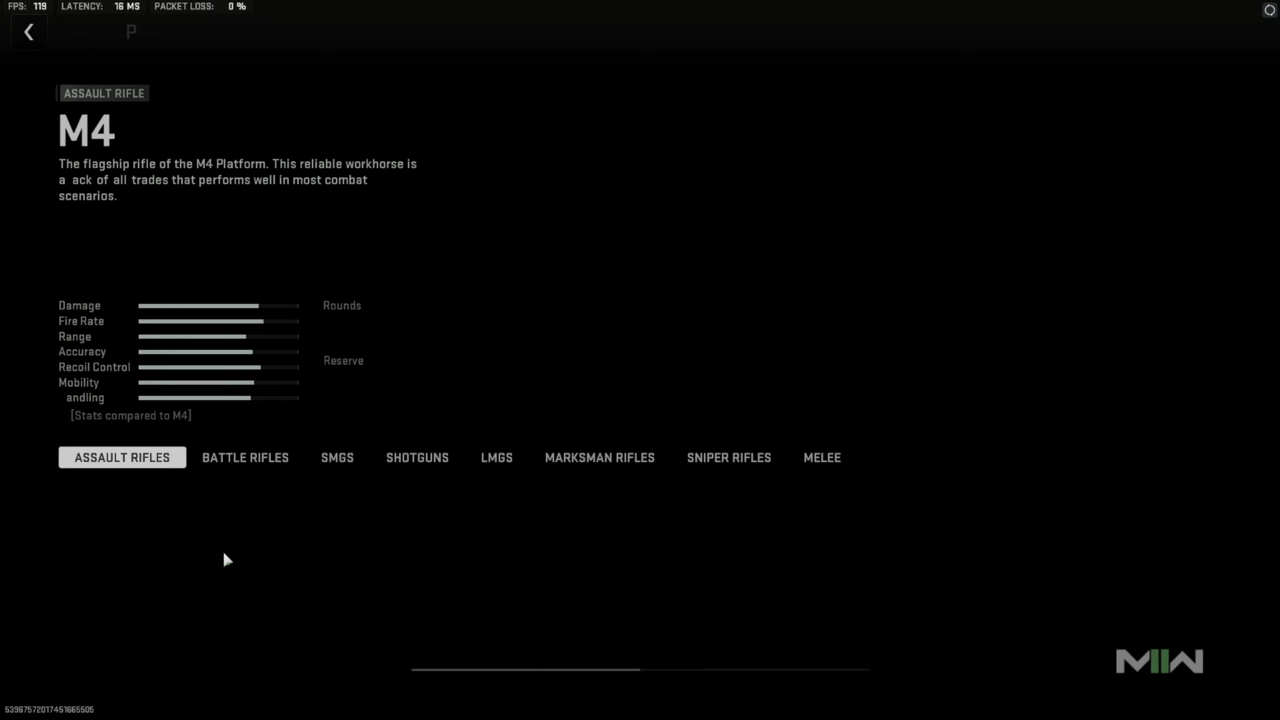 FPS: 119 LATENCY: 16 MS PACKET LOSS: 0 %
P
ASSAULT RIFLE
M4
The flagship rifle of the M4 Platform. This reliable workhorse is
a ack of all trades that performs well in most combat
scenarios.
Damage Rounds
Fire Rate
Range
Accuracy
Reserve
Recoil Control
Mobility
andling
[Stats compared to M4]
ASSAULT RIFLES BATTLE RIFLES SMGS SHOTGUNS LMGS MARKSMAN RIFLES SNIPER RIFLES MELEE
MIIW
53967572017451665505